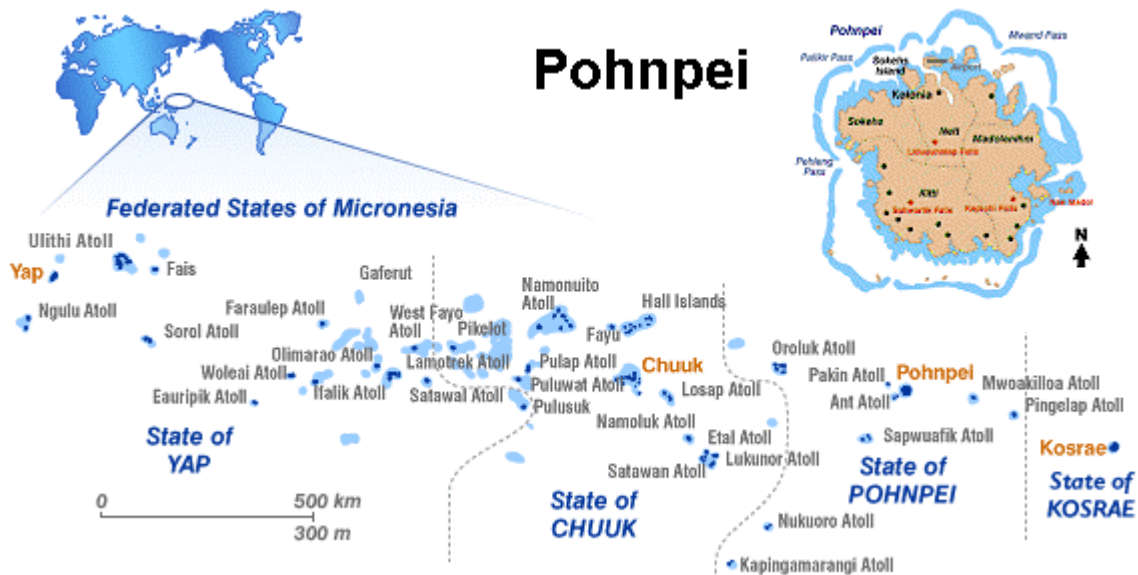 Pohnpei
Pohnpei
Mwand Pass
Palikir Pass
Sokehs
Island
Airport
Kolonia
Sokehs
Nett
Madolenihm
Pehleng
Pass
Kitti
Nan Madol
N
Federated States of Micronesia
Ulithi Atoll
Yap
Fais
Gaferut
Namonuito
Atoll
Hall Islands
Ngulu Atoll
Faraulep Atoll
West Fayo
Atoll
Pikelot
Fayu
Sorol Atoll
Olimarao Atoll
Lamotrek Atoll
Pulap Atoll
Chuuk
Oroluk Atoll
Woleai Atoll
Ifalik Atoll
Satawal Atoll
Puluwat Atoll
Losap Atoll
Pakin Atoll
Pohnpei
Mwoakilloa Atoll
Eauripik Atoll
Pulusuk
Ant Atoll
Pingelap Atoll
Namoluk Atoll
State of
YAP
Etal Atoll
Sapwuafik Atoll
Kosrae
Satawan Atoll
Lukunor Atoll
State of
POHNPEI
State of
KOSRAE
0 500 km
300 m
State of
CHUUK
Nukuoro Atoll
Kapingamarangi Atoll